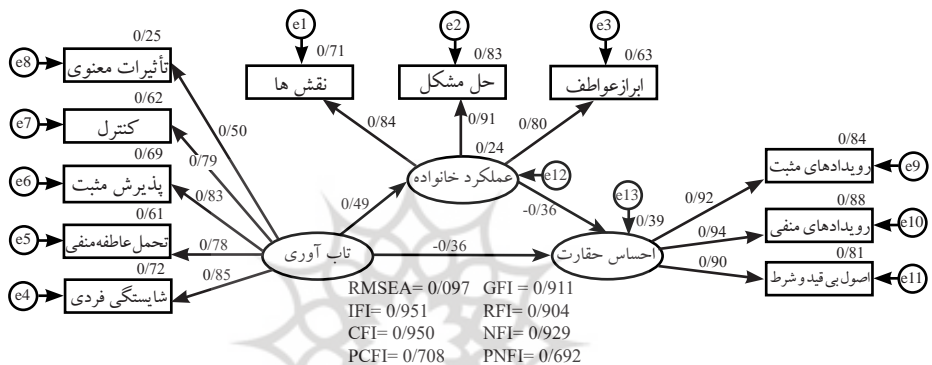 e1
e2
e3
0/71
0/83
0/63
نقش ها
حل مشکل
ابرازعواطف
0/84
0/91
0/80
e8
0/25
تأثیرات معنوی
0/50
e7
0/62
کنترل
0/79
e6
0/69
پذیرش مثبت
0/83
e5
0/61
تحمل عاطفه منفی
0/78
e4
0/72
شایستگی فردی
0/85
تاب آوری
0/49
0/24
عملکرد خانواده
e12
-0/36
-0/36
e13
0/39
احساس حقارت
0/92
0/84
رویدادهای مثبت
e9
0/94
0/88
رویدادهای منفی
e10
0/90
0/81
اصول بی قید و شرط
e11
RMSEA= 0/097 GFI = 0/911
IFI= 0/951 RFI= 0/904
CFI= 0/950 NFI= 0/929
PCFI= 0/708 PNFI= 0/692